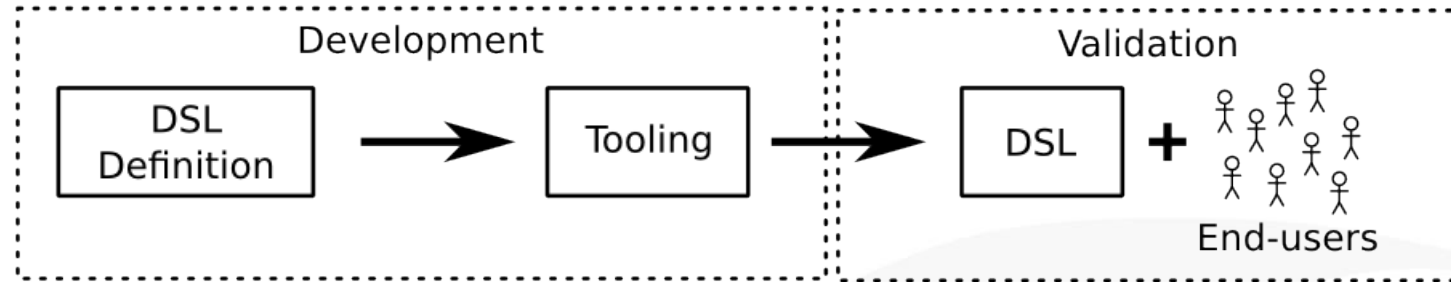 Development
DSL
Definition
Tooling
Validation
DSL
+
End-users